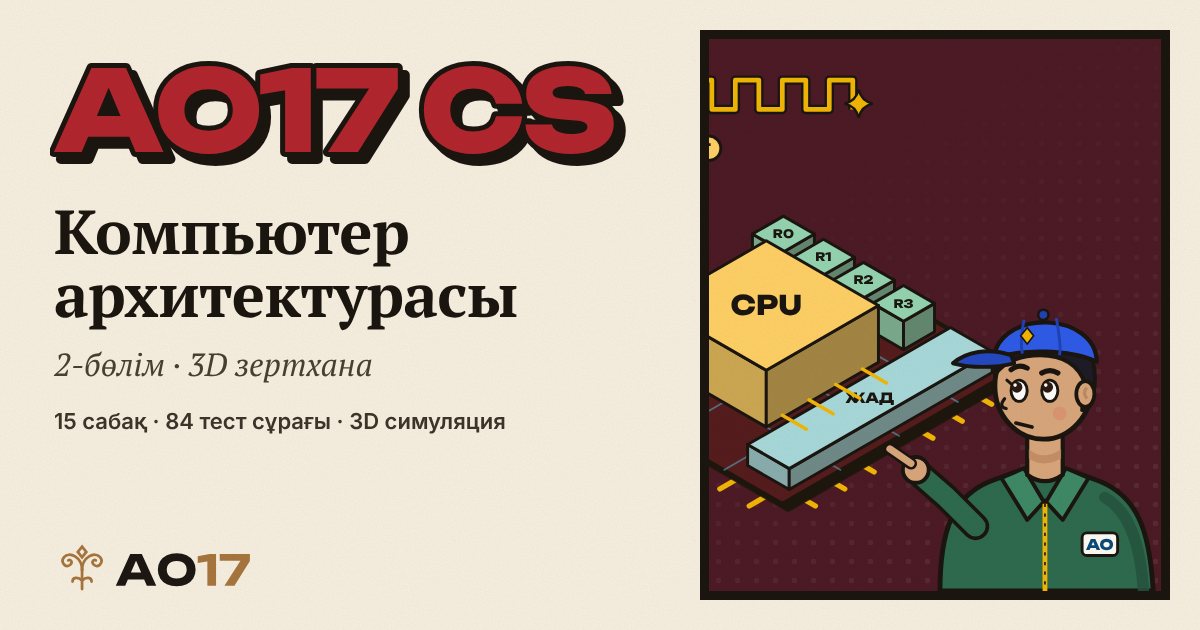 AO17 CS
Компьютер
архитектурасы
2-бөлім · 3D зертхана
15 сабақ · 84 тест сұрағы · 3D симуляция
AO17
R0
R1
R2
R3
CPU
ЖАД
AO